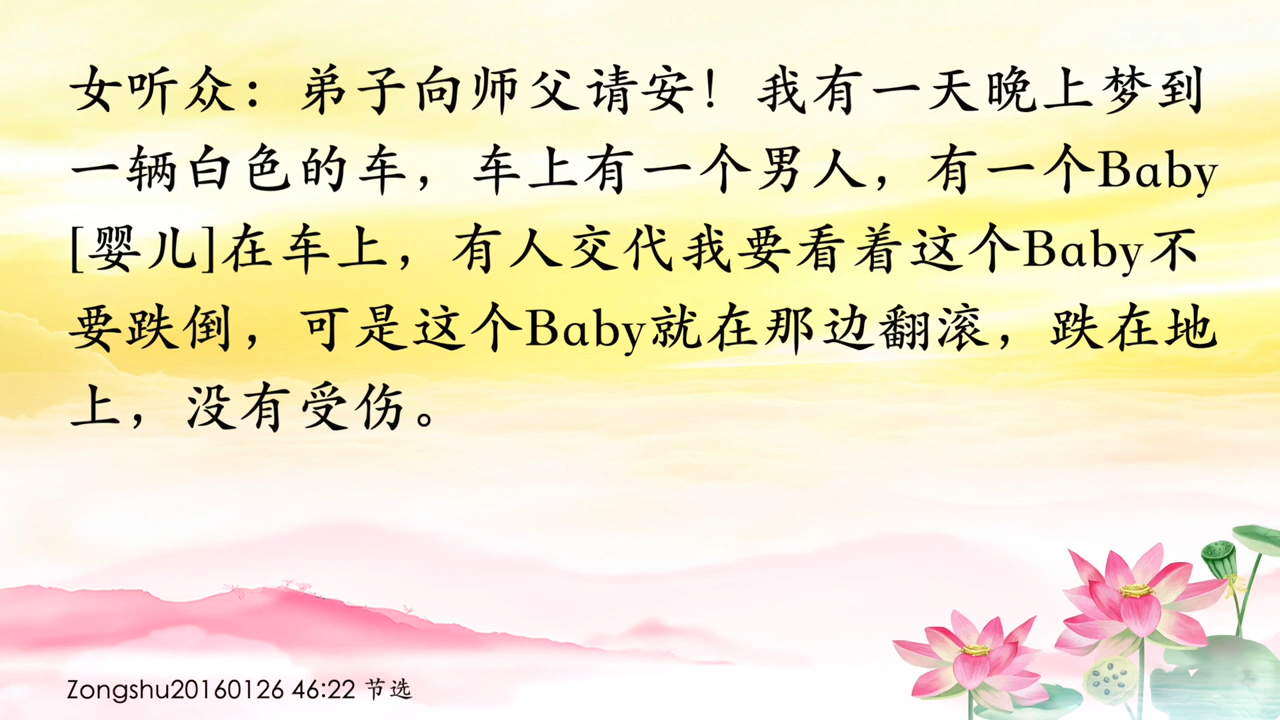 女听众：弟子向师父请安！我有一天晚上梦到
一辆白色的车，车上有一个男人，有一个Baby
[婴儿]在车上，有人交代我要看着这个Baby不
要跌倒，可是这个Baby就在那边翻滚，跌在地
上，没有受伤。
Zongshu20160126 46:22 节选